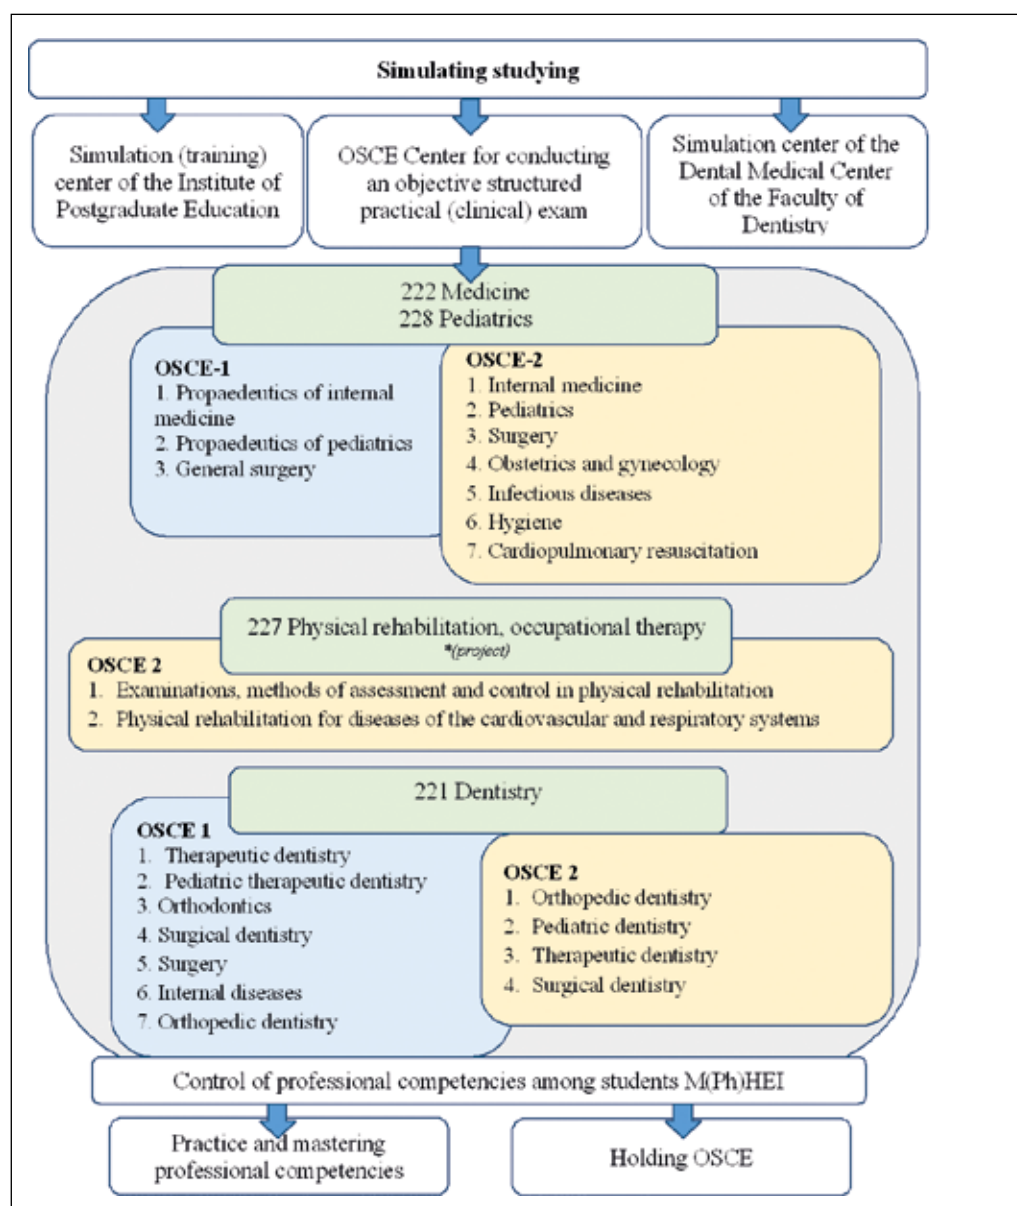 Simulating studying
Simulation (training)
center of the Institute of
Postgraduate Education
OSCE Center for conducting
an objective structured
practical (clinical) exam
Simulation center of the
Dental Medical Center
of the Faculty of
Dentistry
222 Medicine
228 Pediatrics
OSCE-1
1. Propaedeutics of internal
medicine
2. Propaedeutics of pediatrics
3. General surgery
OSCE-2
1. Internal medicine
2. Pediatrics
3. Surgery
4. Obstetrics and gynecology
5. Infectious diseases
6. Hygiene
7. Cardiopulmonary resuscitation
227 Physical rehabilitation, occupational therapy
*(project)
OSCE 2
1. Examinations, methods of assessment and control in physical rehabilitation
2. Physical rehabilitation for diseases of the cardiovascular and respiratory systems
221 Dentistry
OSCE 1
1. Therapeutic dentistry
2. Pediatric therapeutic dentistry
3. Orthodontics
4. Surgical dentistry
5. Surgery
6. Internal diseases
7. Orthopedic dentistry
OSCE 2
1. Orthopedic dentistry
2. Pediatric dentistry
3. Therapeutic dentistry
4. Surgical dentistry
Control of professional competencies among students M(Ph)HEI
Practice and mastering
professional competencies
Holding OSCE